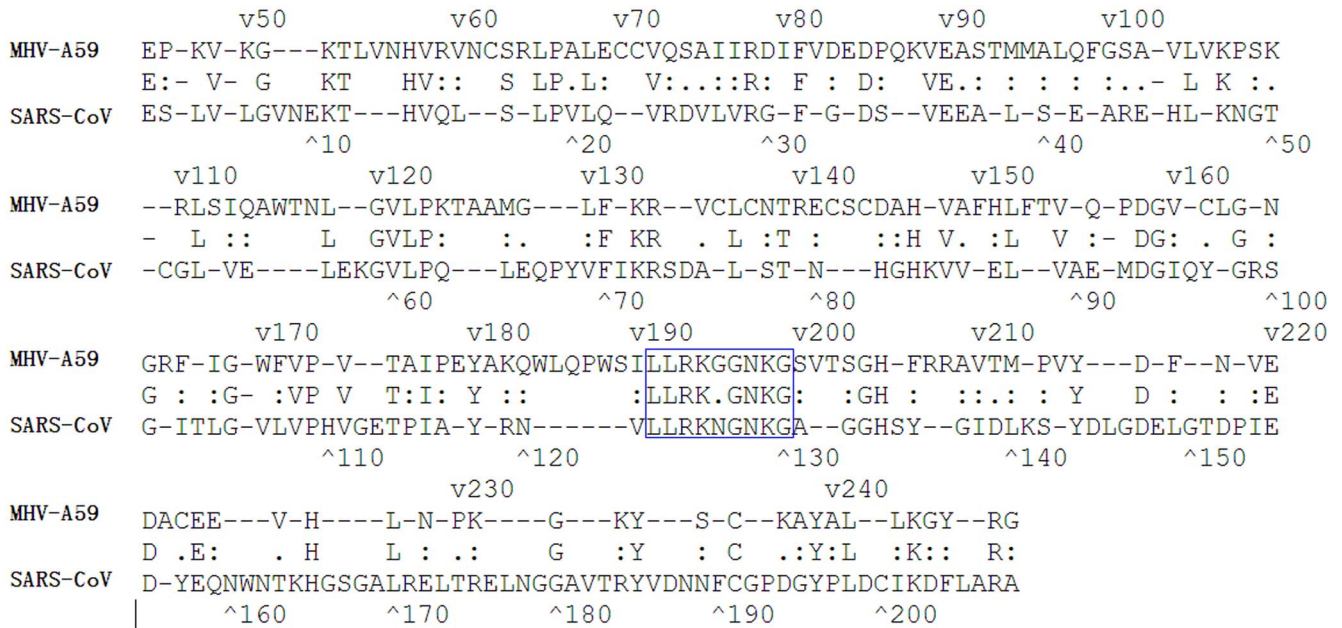 v50 v60 v70 v80 v90 v100
MHV-A59 EP-KV-KG---KTLVNHVRVNCSRLPALECCVQSAIIRDIFVDEDPQKVEASTMMALQFGSA-VLVKPSK
E:- V- G   KT   HV::  S LP.L:  V:..::R: F : D:  VE.: : : : :..- L K :.
SARS-CoV ES-LV-LGVNEKT---HVQL--S-LPVLQ--VRDVLVRG-F-G-DS--VEEA-L-S-E-ARE-HL-KNGT
^10 ^20 ^30 ^40 ^50
v110 v120 v130 v140 v150 v160
MHV-A59 --RLSIQAWTNL--GVLPKTAAMG---LF-KR--VCLCNTRECSCDAH-VAFHLFTV-Q-PDGV-CLG-N
-  L ::    L  GVLP:   :.   :F KR   . L :T :   ::H V. :L  V :- DG: . G :
SARS-CoV -CGL-VE----LEKGVLPQ---LEQPYVFIKRSDA-L-ST-N---HGHKVV-EL--VAE-MDGIQY-GRS
^60 ^70 ^80 ^90 ^100
v170 v180 v190 v200 v210 v220
MHV-A59 GRF-IG-WFVP-V--TAIPEYAKQWLQPWSILLRKGGNKGSVTSGH-FRRAVTM-PVY---D-F--N-VE
G : :G- :VP V  T:I: Y ::       :LLRK.GNKG:  :GH  :  ::.: :  Y   D :  : :E
SARS-CoV G-ITLG-VLVPHVGETPIA-Y-RN------VLLRKNGNKGA--GGHSY--GIDLKS-YDLGDELGTDPIE
^110 ^120 ^130 ^140 ^150
v230 v240
MHV-A59 DACEE---V-H----L-N-PK----G---KY---S-C--KAYAL--LKGY--RG
D .E:   . H    L : .:    G   :Y   : C  .:Y:L  :K::  R:
SARS-CoV D-YEQNWNTKHGSGALRELTRELNGGAVTRYVDNNFCGPDGYPLDCIKDFLARA
^160 ^170 ^180 ^190 ^200